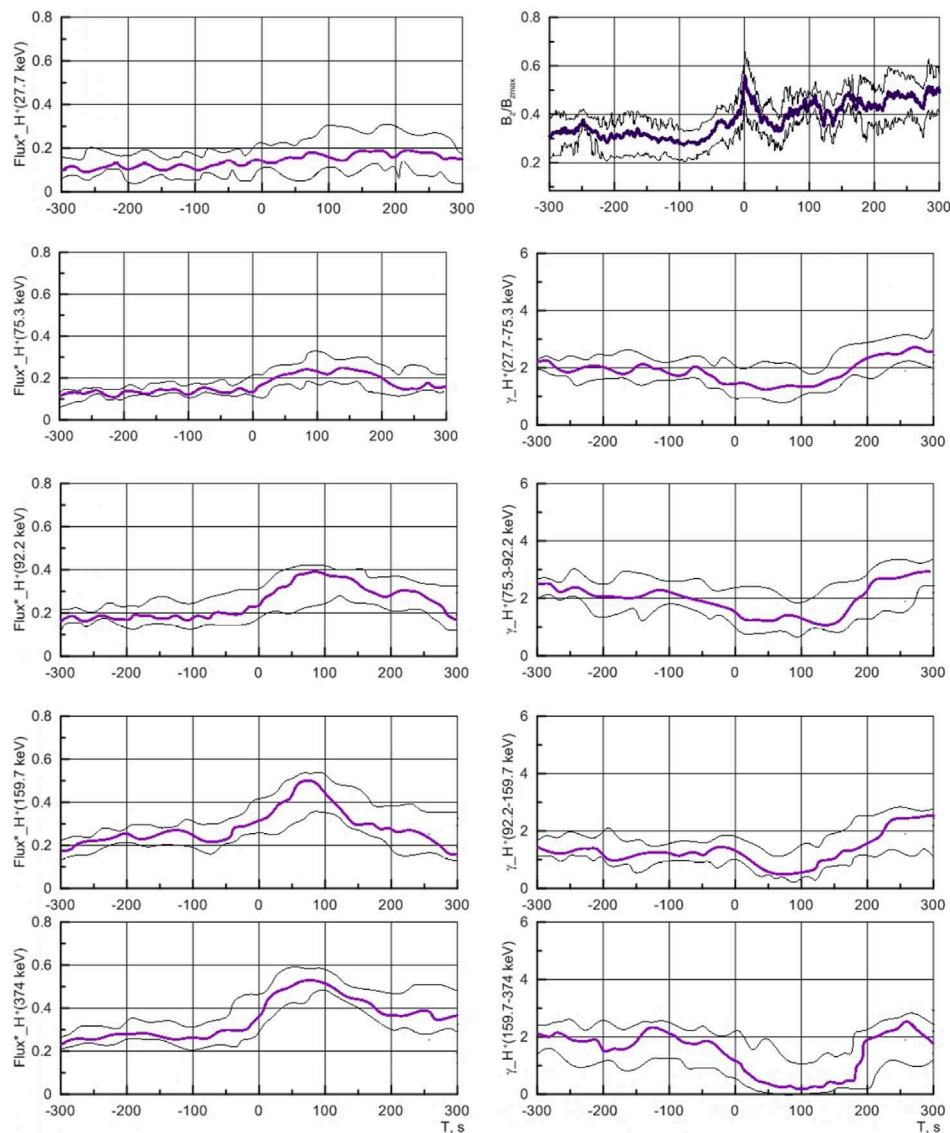 Flux*_H⁺(27.7 keV)
0.8
0.6
0.4
0.2
0
-300 -200 -100 0 100 200 300
B_z/B_zmax
0.8
0.6
0.4
0.2
-300 -200 -100 0 100 200 300
Flux*_H⁺(75.3 keV)
0.8
0.6
0.4
0.2
0
-300 -200 -100 0 100 200 300
γ_H⁺(27.7-75.3 keV)
6
4
2
0
-300 -200 -100 0 100 200 300
Flux*_H⁺(92.2 keV)
0.8
0.6
0.4
0.2
0
-300 -200 -100 0 100 200 300
γ_H⁺(75.3-92.2 keV)
6
4
2
0
-300 -200 -100 0 100 200 300
Flux*_H⁺(159.7 keV)
0.8
0.6
0.4
0.2
0
-300 -200 -100 0 100 200 300
γ_H⁺(92.2-159.7 keV)
6
4
2
0
-300 -200 -100 0 100 200 300
Flux*_H⁺(374 keV)
0.8
0.6
0.4
0.2
0
-300 -200 -100 0 100 200 300
T, s
γ_H⁺(159.7-374 keV)
6
4
2
0
-300 -200 -100 0 100 200 300
T, s